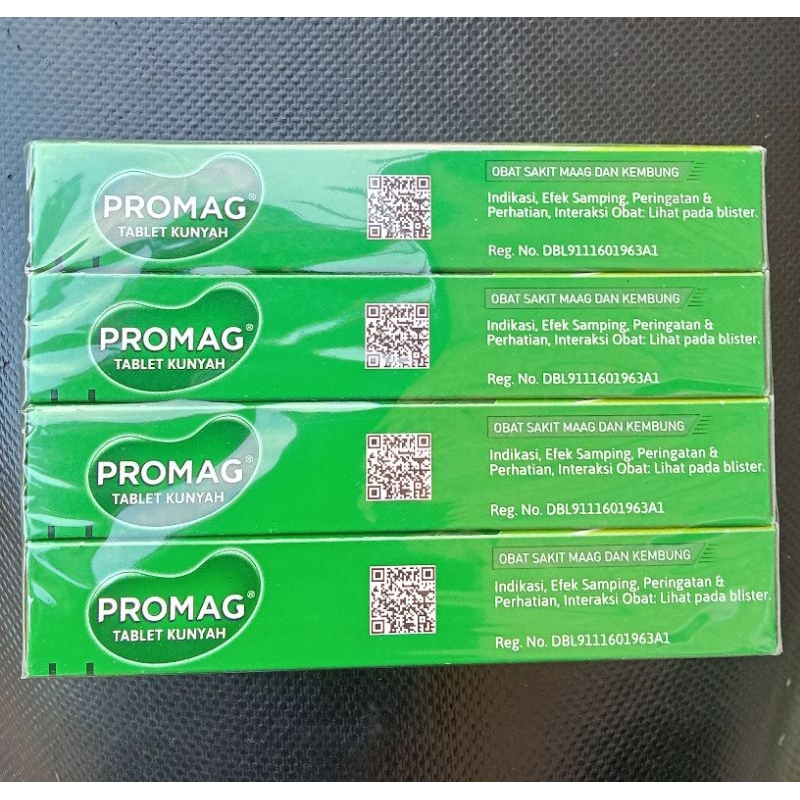 PROMAG®
TABLET KUNYAH
OBAT SAKIT MAAG DAN KEMBUNG
Indikasi, Efek Samping, Peringatan &
Perhatian, Interaksi Obat: Lihat pada blister.
Reg. No. DBL9111601963A1
PROMAG®
TABLET KUNYAH
OBAT SAKIT MAAG DAN KEMBUNG
Indikasi, Efek Samping, Peringatan &
Perhatian, Interaksi Obat: Lihat pada blister.
Reg. No. DBL9111601963A1
PROMAG®
TABLET KUNYAH
OBAT SAKIT MAAG DAN KEMBUNG
Indikasi, Efek Samping, Peringatan &
Perhatian, Interaksi Obat: Lihat pada blister.
Reg. No. DBL9111601963A1
PROMAG®
TABLET KUNYAH
OBAT SAKIT MAAG DAN KEMBUNG
Indikasi, Efek Samping, Peringatan &
Perhatian, Interaksi Obat: Lihat pada blister.
Reg. No. DBL9111601963A1